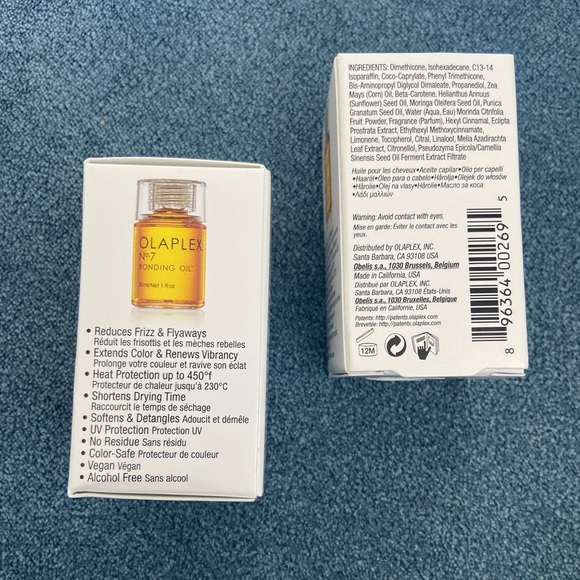 OLAPLEX
Nº.7
BONDING OIL
30ml/net 1 fl oz
• Reduces Frizz & Flyaways
Réduit les frisottis et les mèches rebelles
• Extends Color & Renews Vibrancy
Prolonge votre couleur et ravive son éclat
• Heat Protection up to 450°f
Protecteur de chaleur jusqu'à 230°C
• Shortens Drying Time
Raccourcit le temps de séchage
• Softens & Detangles Adoucit et démêle
• UV Protection Protection UV
• No Residue Sans résidu
• Color-Safe Protecteur de couleur
• Vegan Végan
• Alcohol Free Sans alcool
INGREDIENTS: Dimethicone, Isohexadecane, C13-14
Isoparaffin, Coco-Caprylate, Phenyl Trimethicone,
Bis-Aminopropyl Diglycol Dimaleate, Propanediol, Zea
Mays (Corn) Oil, Beta-Carotene, Helianthus Annuus
(Sunflower) Seed Oil, Moringa Oleifera Seed Oil, Punica
Granatum Seed Oil, Water (Aqua, Eau) Morinda Citrifolia
Fruit Powder, Fragrance (Parfum), Hexyl Cinnamal, Eclipta
Prostrata Extract, Ethylhexyl Methoxycinnamate,
Limonene, Tocopherol, Citral, Linalool, Melia Azadirachta
Leaf Extract, Citronellol, Pseudozyma Epicola/Camellia
Sinensis Seed Oil Ferment Extract Filtrate
Huile pour les cheveux•Aceite capilar•Olio per capelli
•Haaröl•Óleo para o cabelo•Hårolja•Olejek do włosów
•Hårolie•Olej na vlasy•Hårolie•Масло за коса
•Λάδι μαλλιών
Warning: Avoid contact with eyes.
Mise en garde: Éviter le contact avec les
yeux.
Distributed by OLAPLEX, INC.
Santa Barbara, CA 93108 USA
Obelis s.a., 1030 Brussels, Belgium
Made in California, USA
Distribué par OLAPLEX, INC.
Santa Barbara, CA 93108 États-Unis
Obelis s.a., 1030 Bruxelles, Belgique
Fabriqué en Californie, USA
Patents: http://patents.olaplex.com
Brevetée: http://patents.olaplex.com
12M
8 96364 00269 5